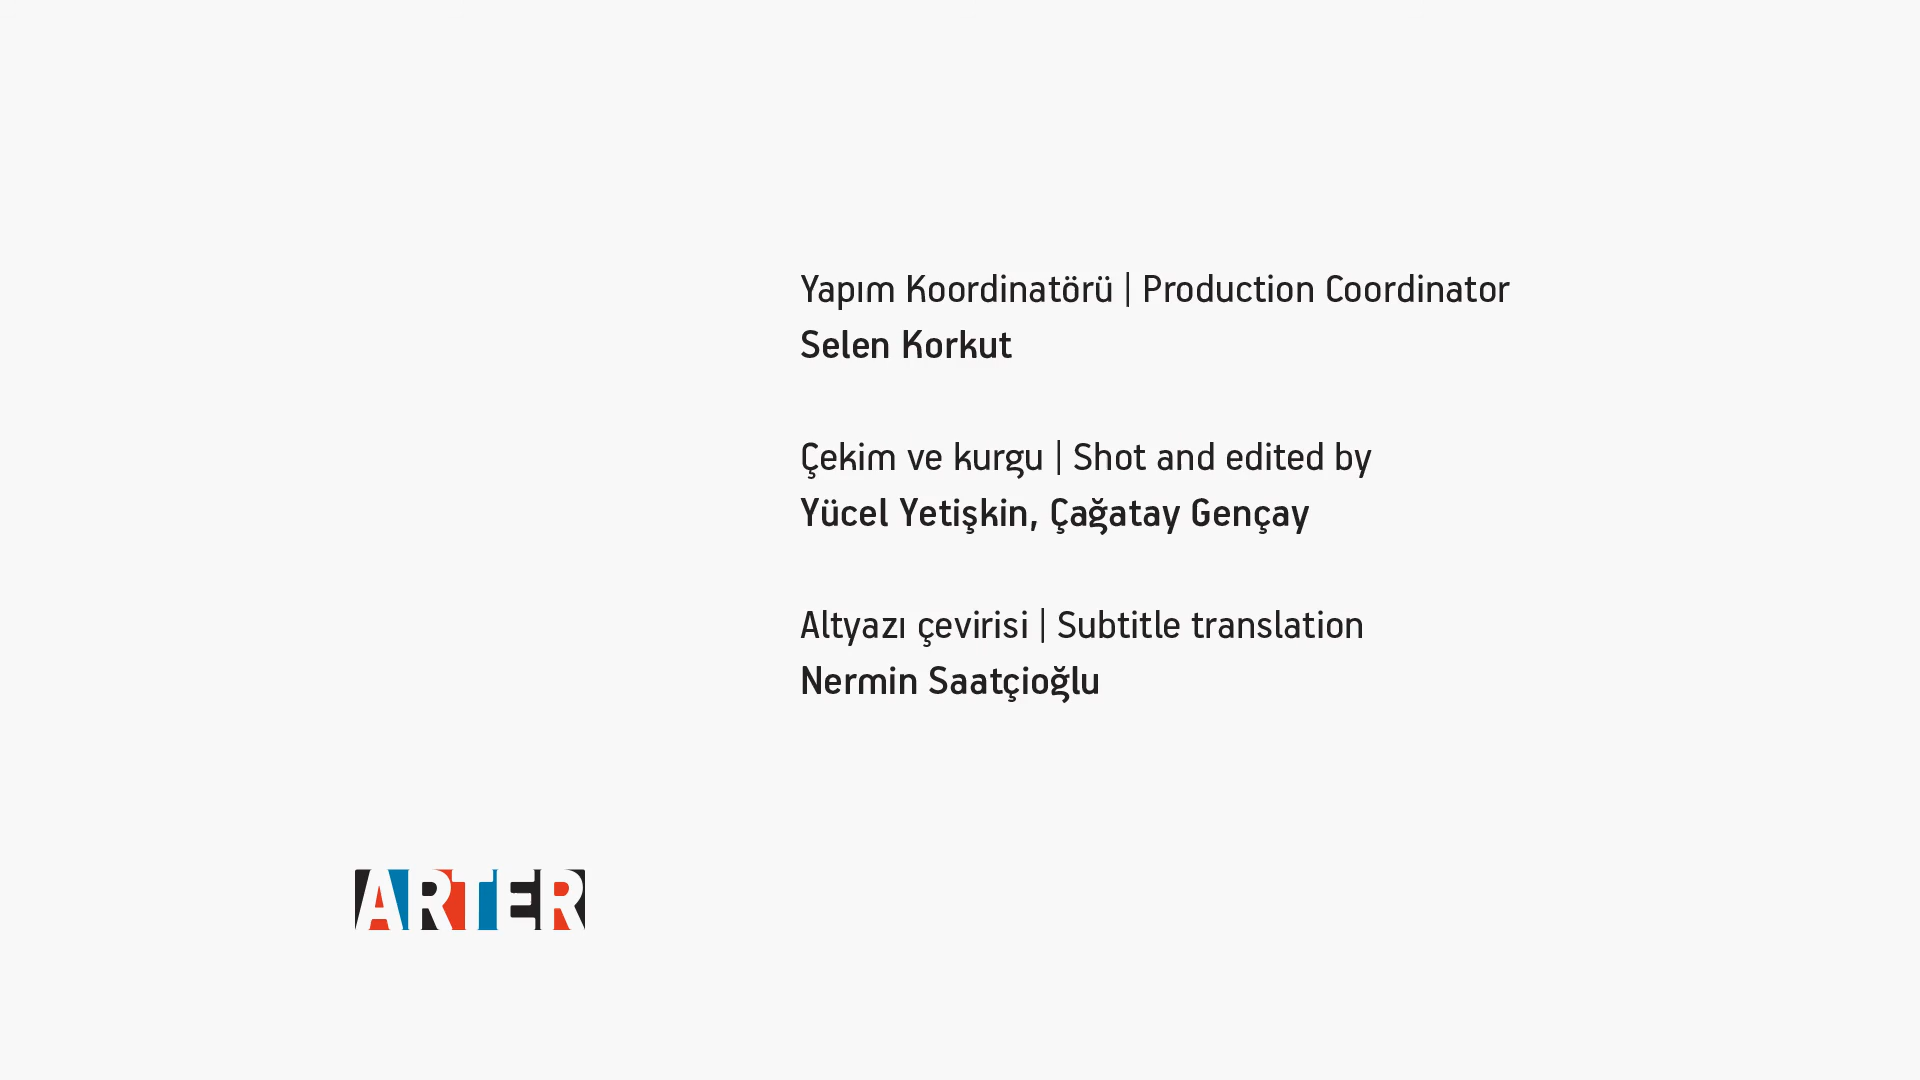 Yapım Koordinatörü | Production Coordinator
Selen Korkut
Çekim ve kurgu | Shot and edited by
Yücel Yetişkin, Çağatay Gençay
Altyazı çevirisi | Subtitle translation
Nermin Saatçioğlu
ARTER